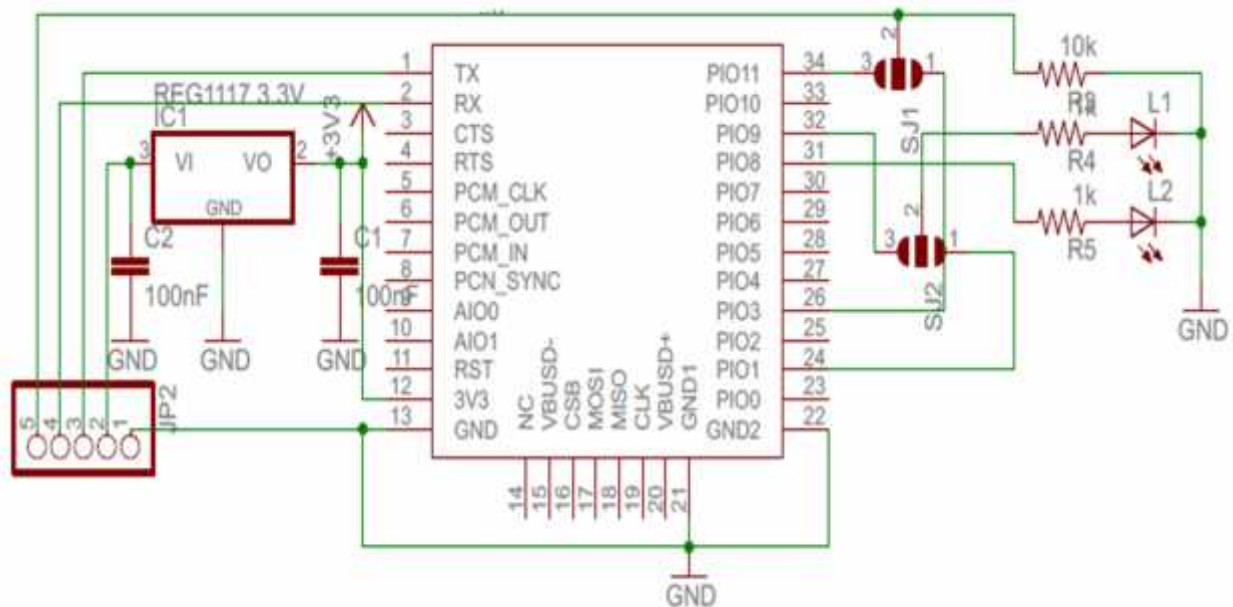 REG1117 3.3V
IC1
3 VI VO 2
GND
+3V3
C2
100nF
C1
100nF
GND
GND
GND
JP2
5 4 3 2 1
1 TX
2 RX
3 CTS
4 RTS
5 PCM_CLK
6 PCM_OUT
7 PCM_IN
8 PCN_SYNC
9 AIO0
10 AIO1
11 RST
12 3V3
13 GND
NC
VBUSD-
CSB
MOSI
MISO
CLK
VBUSD+
GND1
14 15 16 17 18 19 20 21
GND
PIO11 34
PIO10 33
PIO9 32
PIO8 31
PIO7 30
PIO6 29
PIO5 28
PIO4 27
PIO3 26
PIO2 25
PIO1 24
PIO0 23
GND2 22
3 2 1
SJ1
3 2 1
SJ2
10k
1k
R4
L1
1k
R5
L2
GND